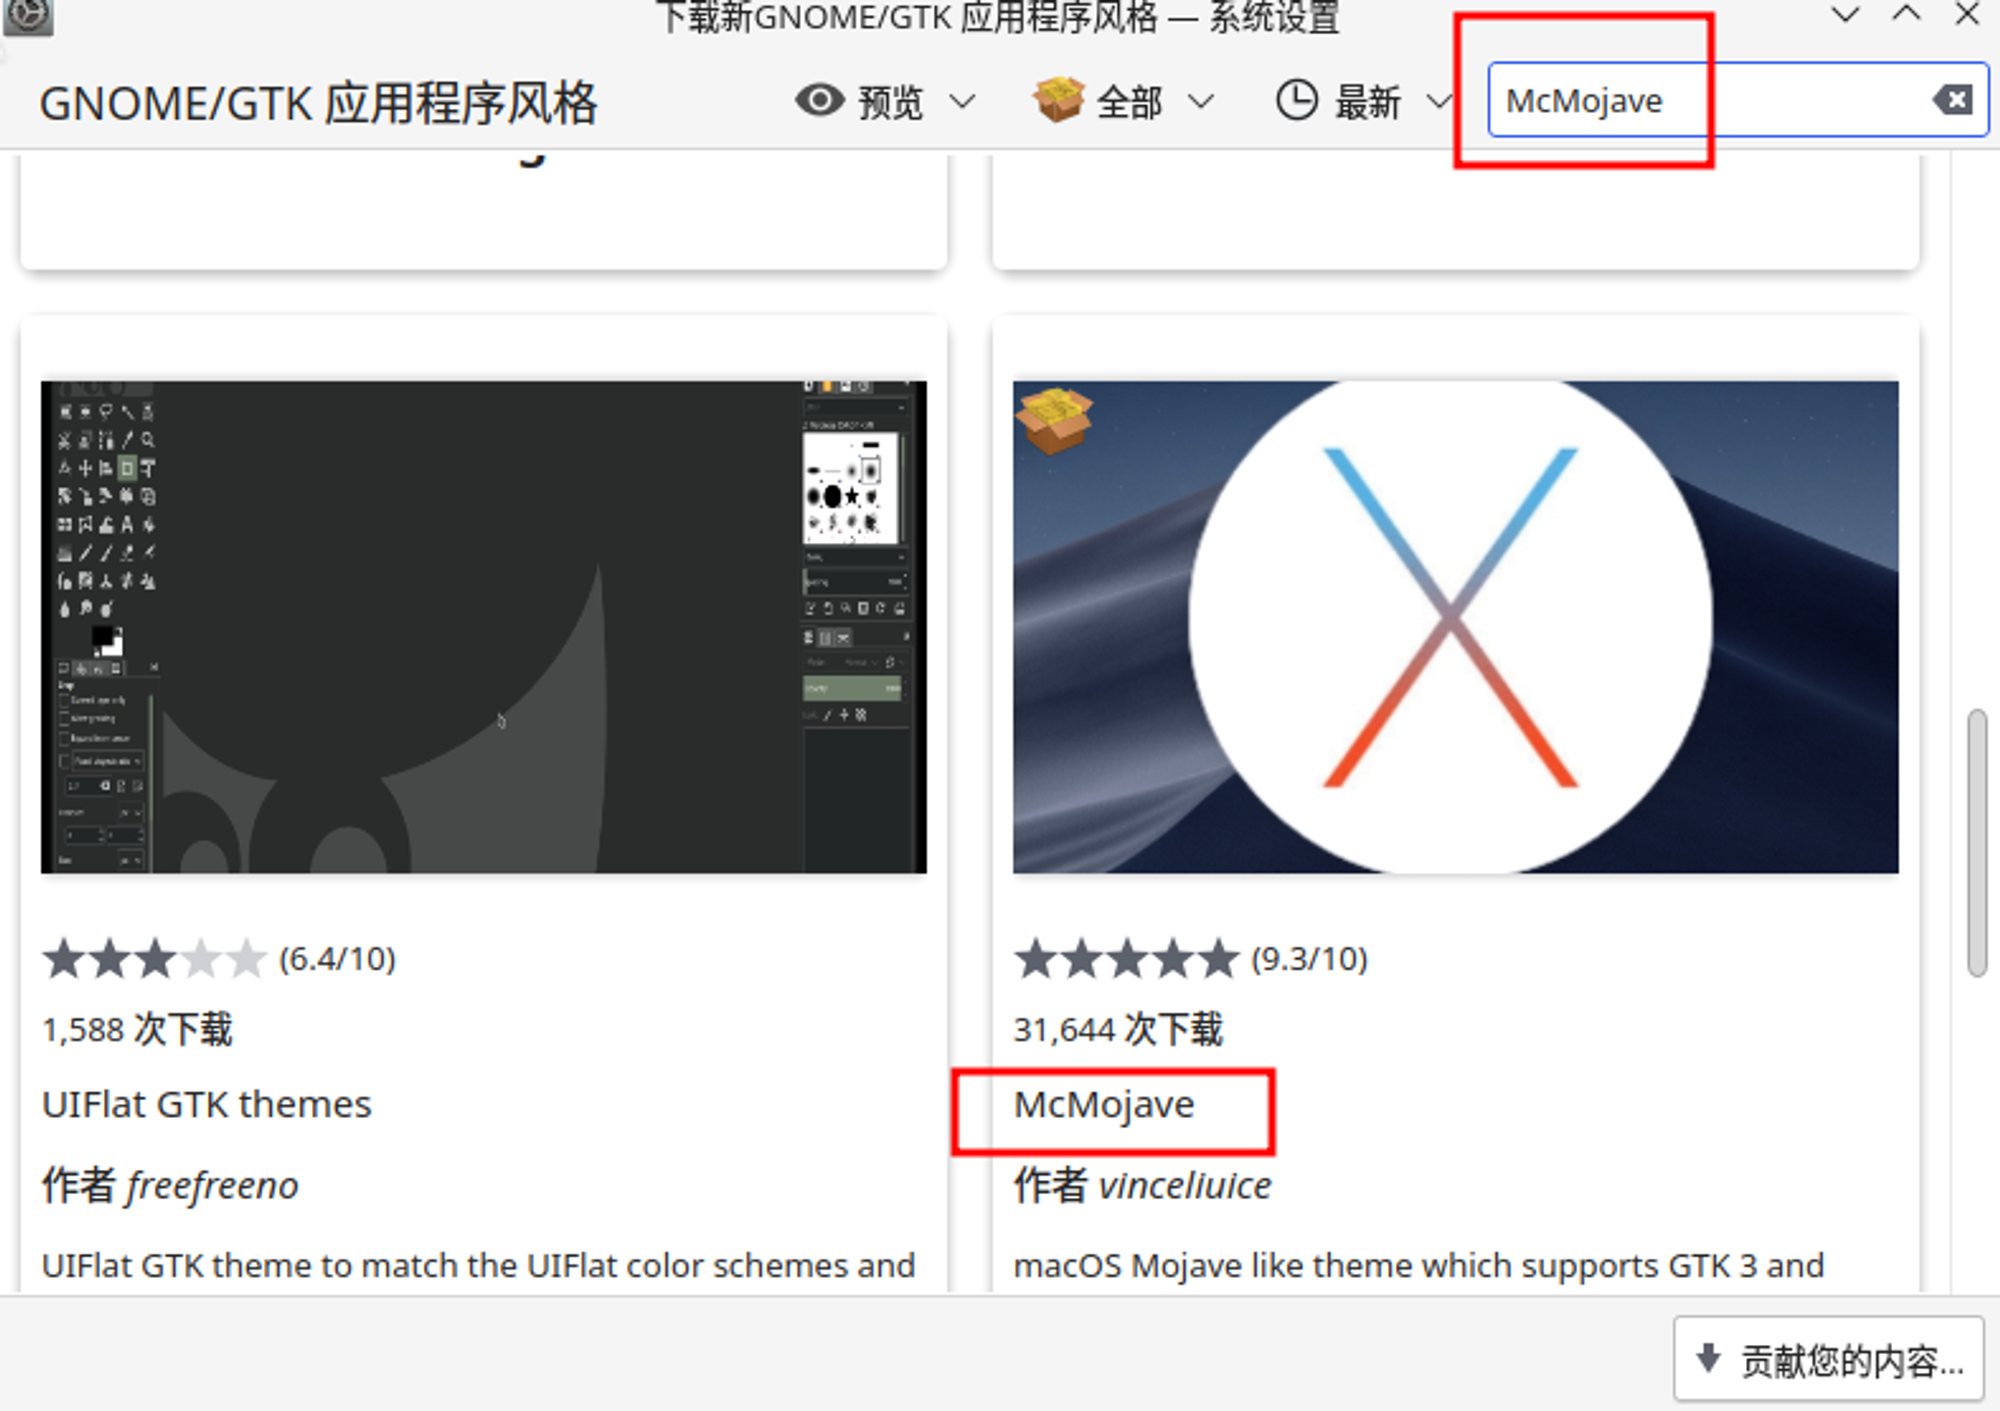 下载新GNOME/GTK 应用程序风格 — 系统设置
GNOME/GTK 应用程序风格
预览
全部
最新
McMojave
(6.4/10)
1,588 次下载
UIFlat GTK themes
作者 freefreeno
UIFlat GTK theme to match the UIFlat color schemes and
(9.3/10)
31,644 次下载
McMojave
作者 vinceliuice
macOS Mojave like theme which supports GTK 3 and
贡献您的内容...